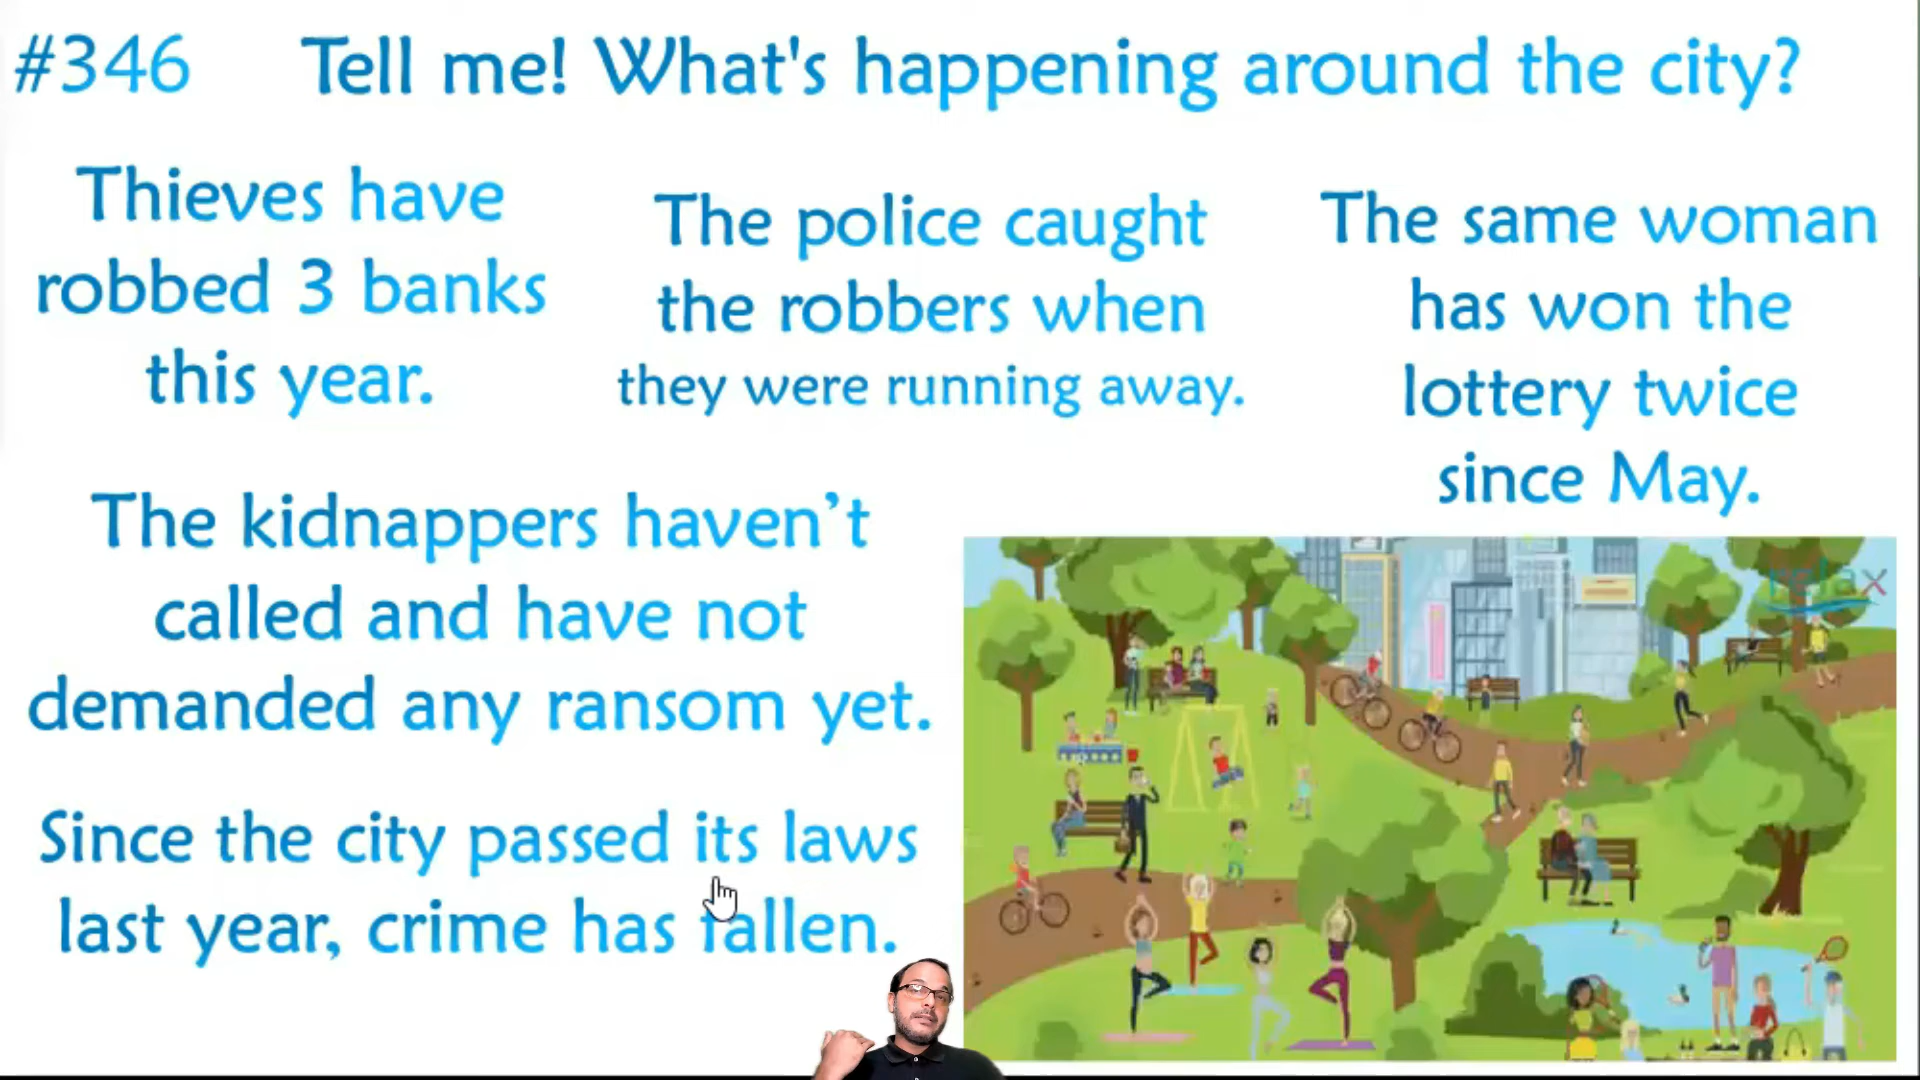 #346 Tell me! What's happening around the city?
Thieves have
robbed 3 banks
this year.
The police caught
the robbers when
they were running away.
The same woman
has won the
lottery twice
since May.
The kidnappers haven’t
called and have not
demanded any ransom yet.
Since the city passed its laws
last year, crime has fallen.
relax